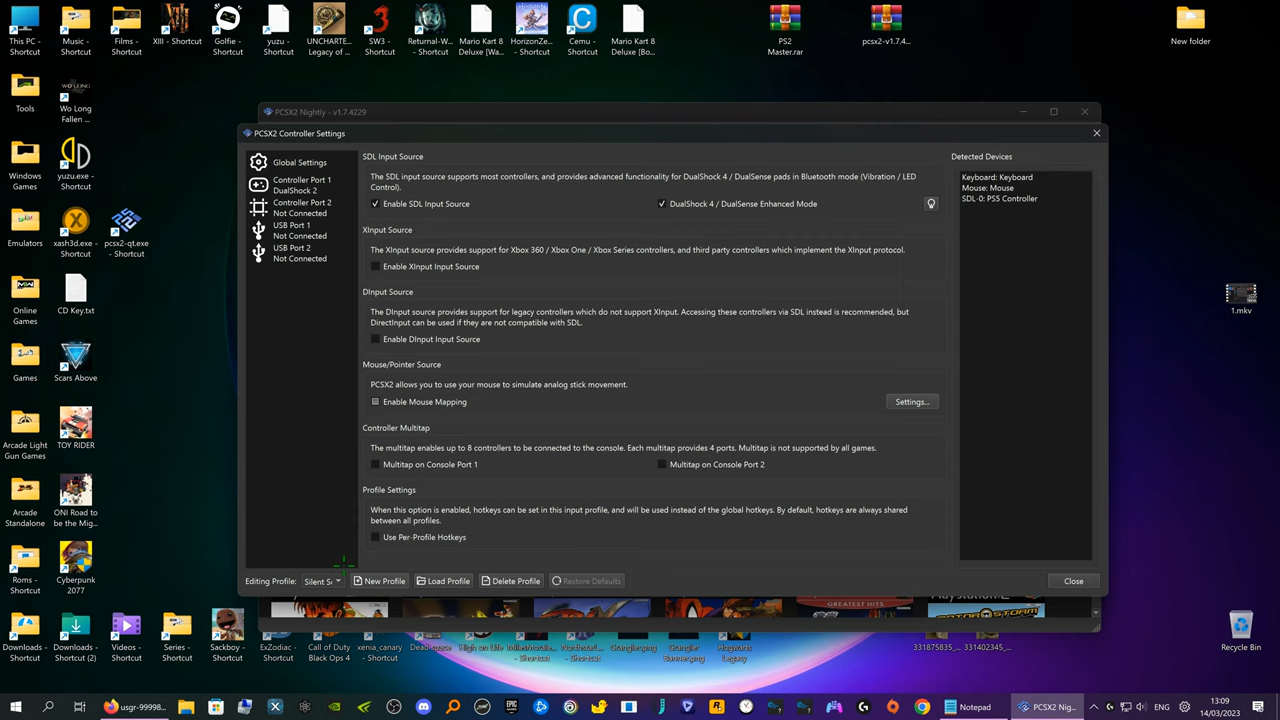 This PC - Shortcut
Music - Shortcut
Films - Shortcut
XIII - Shortcut
Golfie - Shortcut
yuzu - Shortcut
UNCHARTE... Legacy of ...
SW3 - Shortcut
Returnal-W... - Shortcut
Mario Kart 8 Deluxe [Wa...
HorizonZe... - Shortcut
Cemu - Shortcut
Mario Kart 8 Deluxe [Bo...
PS2 Master.rar
pcsx2-v1.7.4...
New folder
Tools
Wo Long Fallen ...
Windows Games
yuzu.exe - Shortcut
Emulators
xash3d.exe - Shortcut
pcsx2-qt.exe - Shortcut
Online Games
CD Key.txt
Games
Scars Above
Arcade Light Gun Games
TOY RIDER
Arcade Standalone
ONI Road to be the Mig...
Roms - Shortcut
Cyberpunk 2077
Downloads - Shortcut
Downloads - Shortcut (2)
Videos - Shortcut
Series - Shortcut
Sackboy - Shortcut
ExZodiac - Shortcut
Call of Duty Black Ops 4
xenia_canary - Shortcut
Hogwarts Legacy
331875835_...
331402345_...
1.mkv
Recycle Bin
PCSX2 Nightly - v1.7.4229
PCSX2 Controller Settings
Global Settings
Controller Port 1
DualShock 2
Controller Port 2
Not Connected
USB Port 1
Not Connected
USB Port 2
Not Connected
SDL Input Source
The SDL input source supports most controllers, and provides advanced functionality for DualShock 4 / DualSense pads in Bluetooth mode (Vibration / LED
Control).
Enable SDL Input Source
DualShock 4 / DualSense Enhanced Mode
XInput Source
The XInput source provides support for Xbox 360 / Xbox One / Xbox Series controllers, and third party controllers which implement the XInput protocol.
Enable XInput Input Source
DInput Source
The DInput source provides support for legacy controllers which do not support XInput. Accessing these controllers via SDL instead is recommended, but
DirectInput can be used if they are not compatible with SDL.
Enable DInput Input Source
Mouse/Pointer Source
PCSX2 allows you to use your mouse to simulate analog stick movement.
Enable Mouse Mapping
Settings...
Controller Multitap
The multitap enables up to 8 controllers to be connected to the console. Each multitap provides 4 ports. Multitap is not supported by all games.
Multitap on Console Port 1
Multitap on Console Port 2
Profile Settings
When this option is enabled, hotkeys can be set in this input profile, and will be used instead of the global hotkeys. By default, hotkeys are always shared
between all profiles.
Use Per-Profile Hotkeys
Detected Devices
Keyboard: Keyboard
Mouse: Mouse
SDL-0: PS5 Controller
Editing Profile:
New Profile
Load Profile
Delete Profile
Restore Defaults
Close
GREATEST HITS
usgr-99998...
Notepad
PCSX2 Nig...
ENG
13:09
14/03/2023